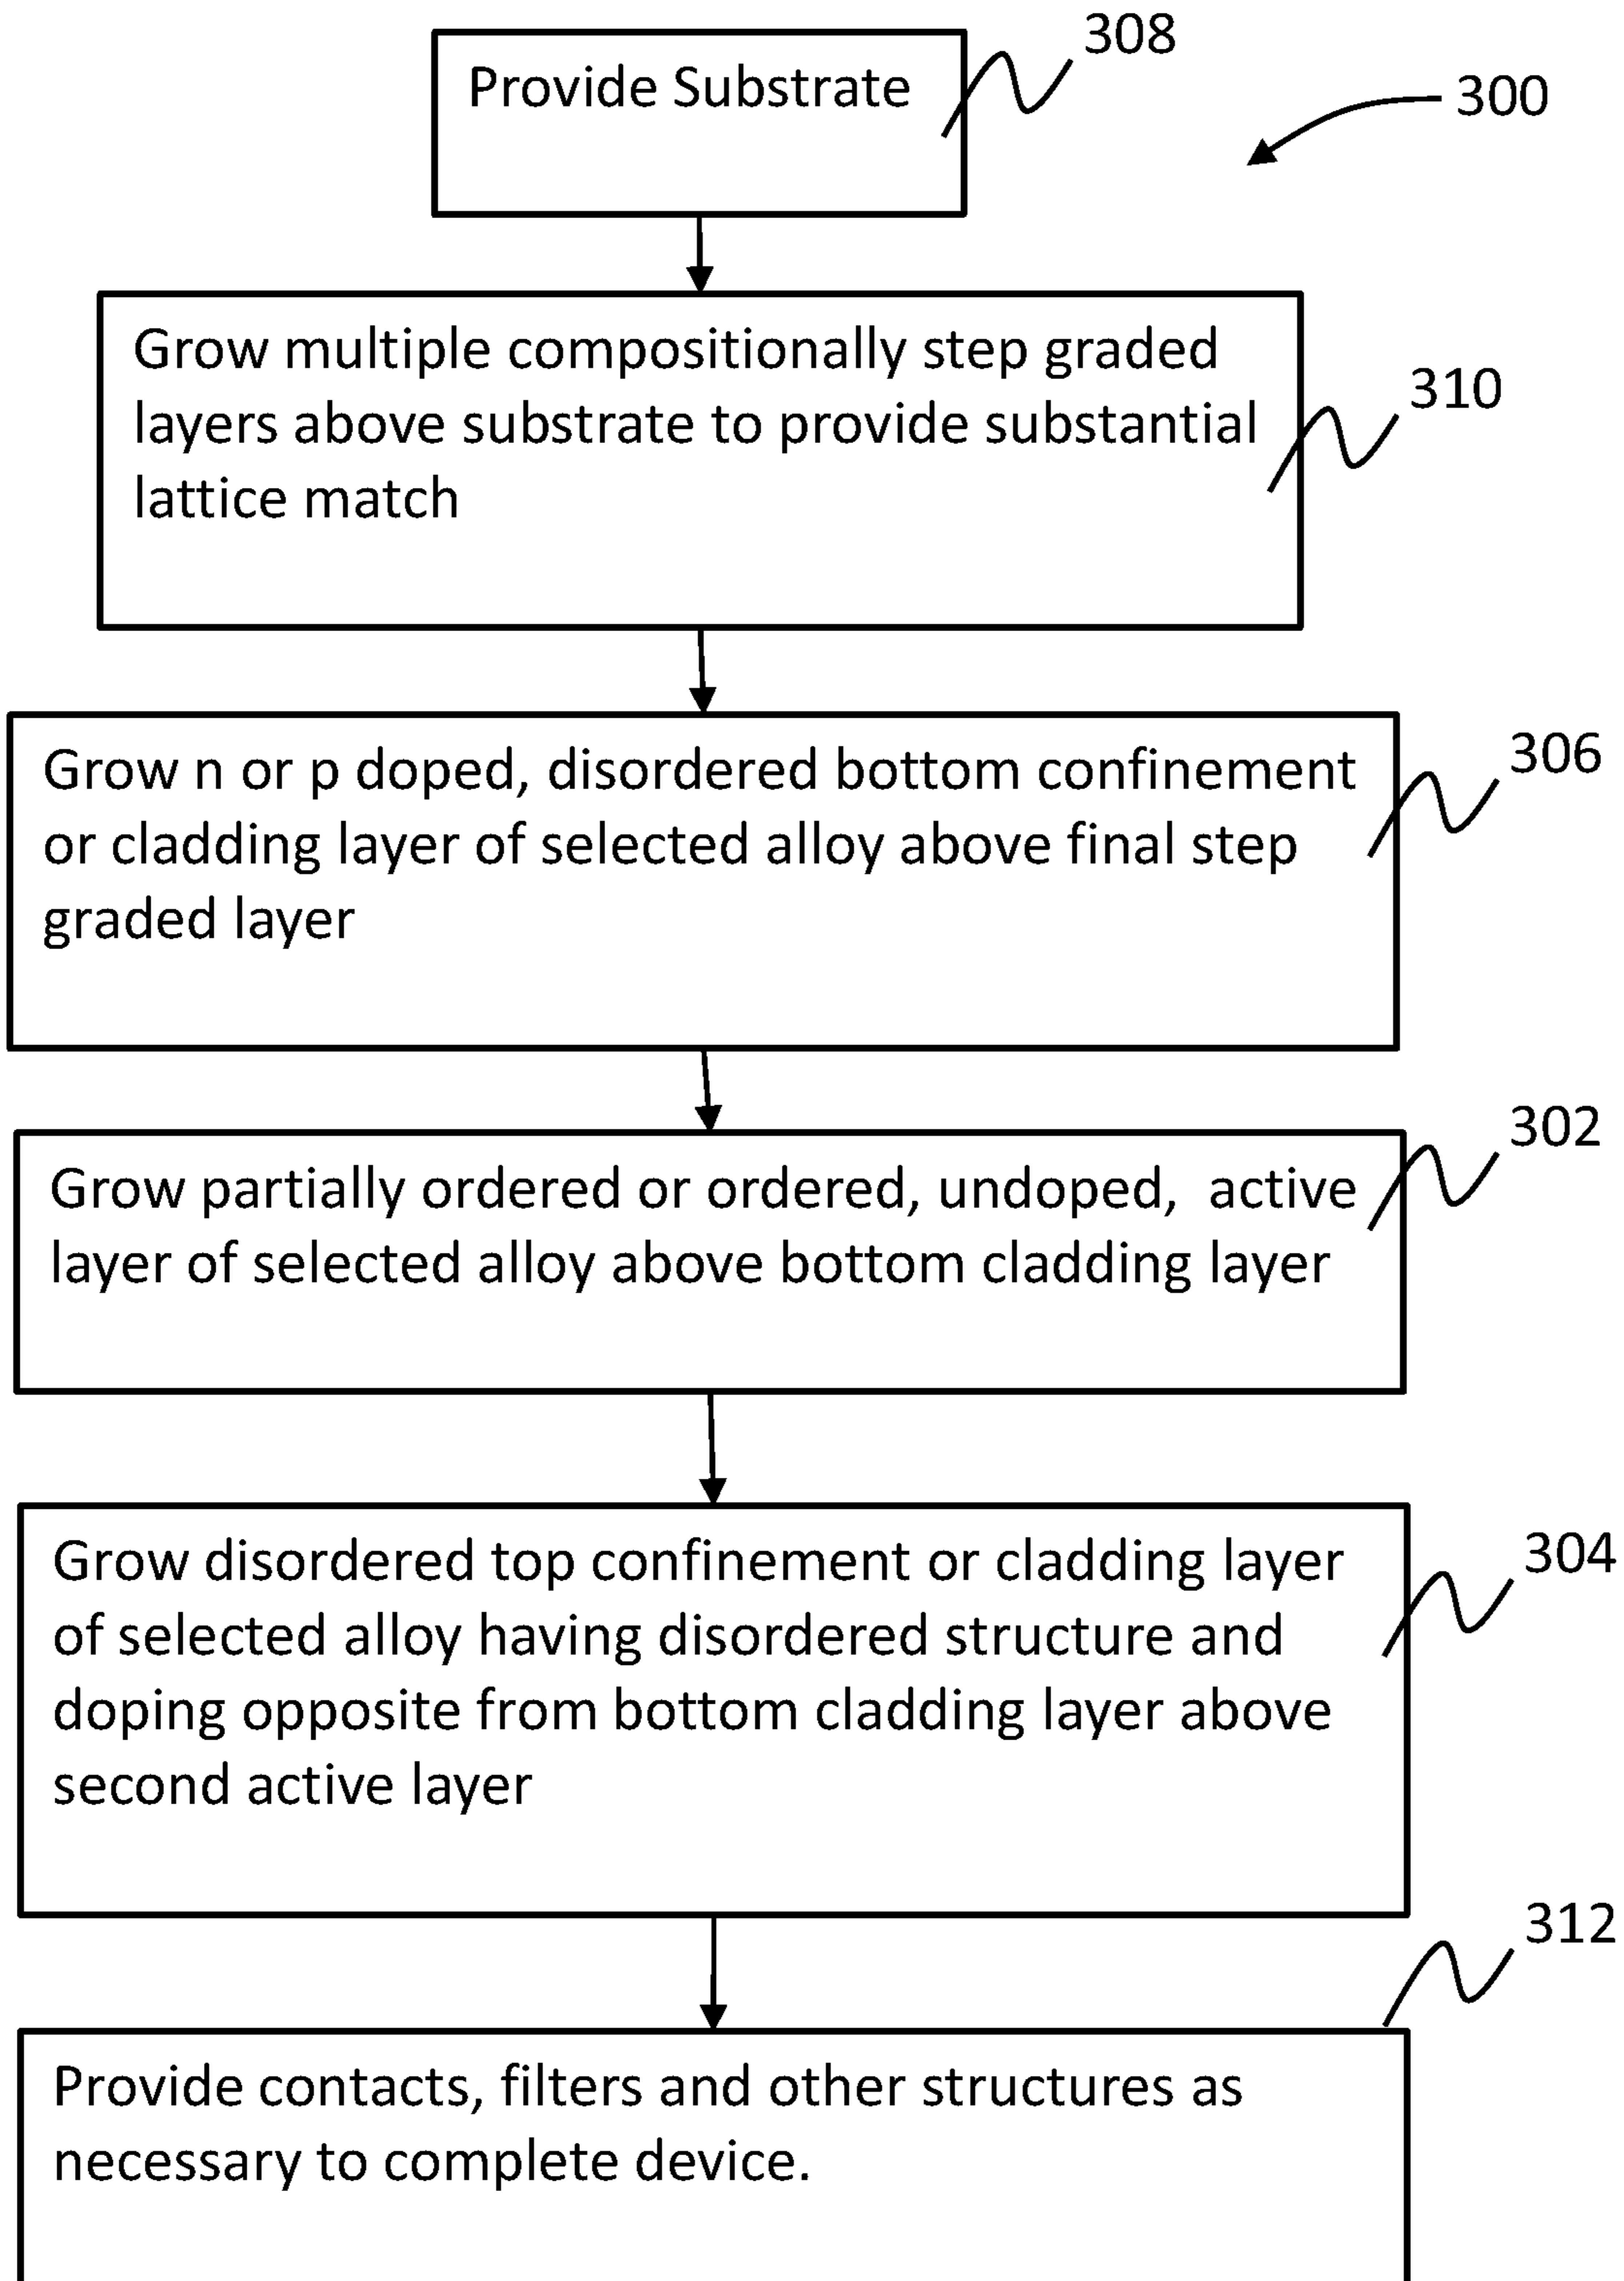 308
Provide Substrate
300
Grow multiple compositionally step graded
layers above substrate to provide substantial
lattice match
310
Grow n or p doped, disordered bottom confinement
or cladding layer of selected alloy above final step
graded layer
306
Grow partially ordered or ordered, undoped, active
layer of selected alloy above bottom cladding layer
302
Grow disordered top confinement or cladding layer
of selected alloy having disordered structure and
doping opposite from bottom cladding layer above
second active layer
304
312
Provide contacts, filters and other structures as
necessary to complete device.